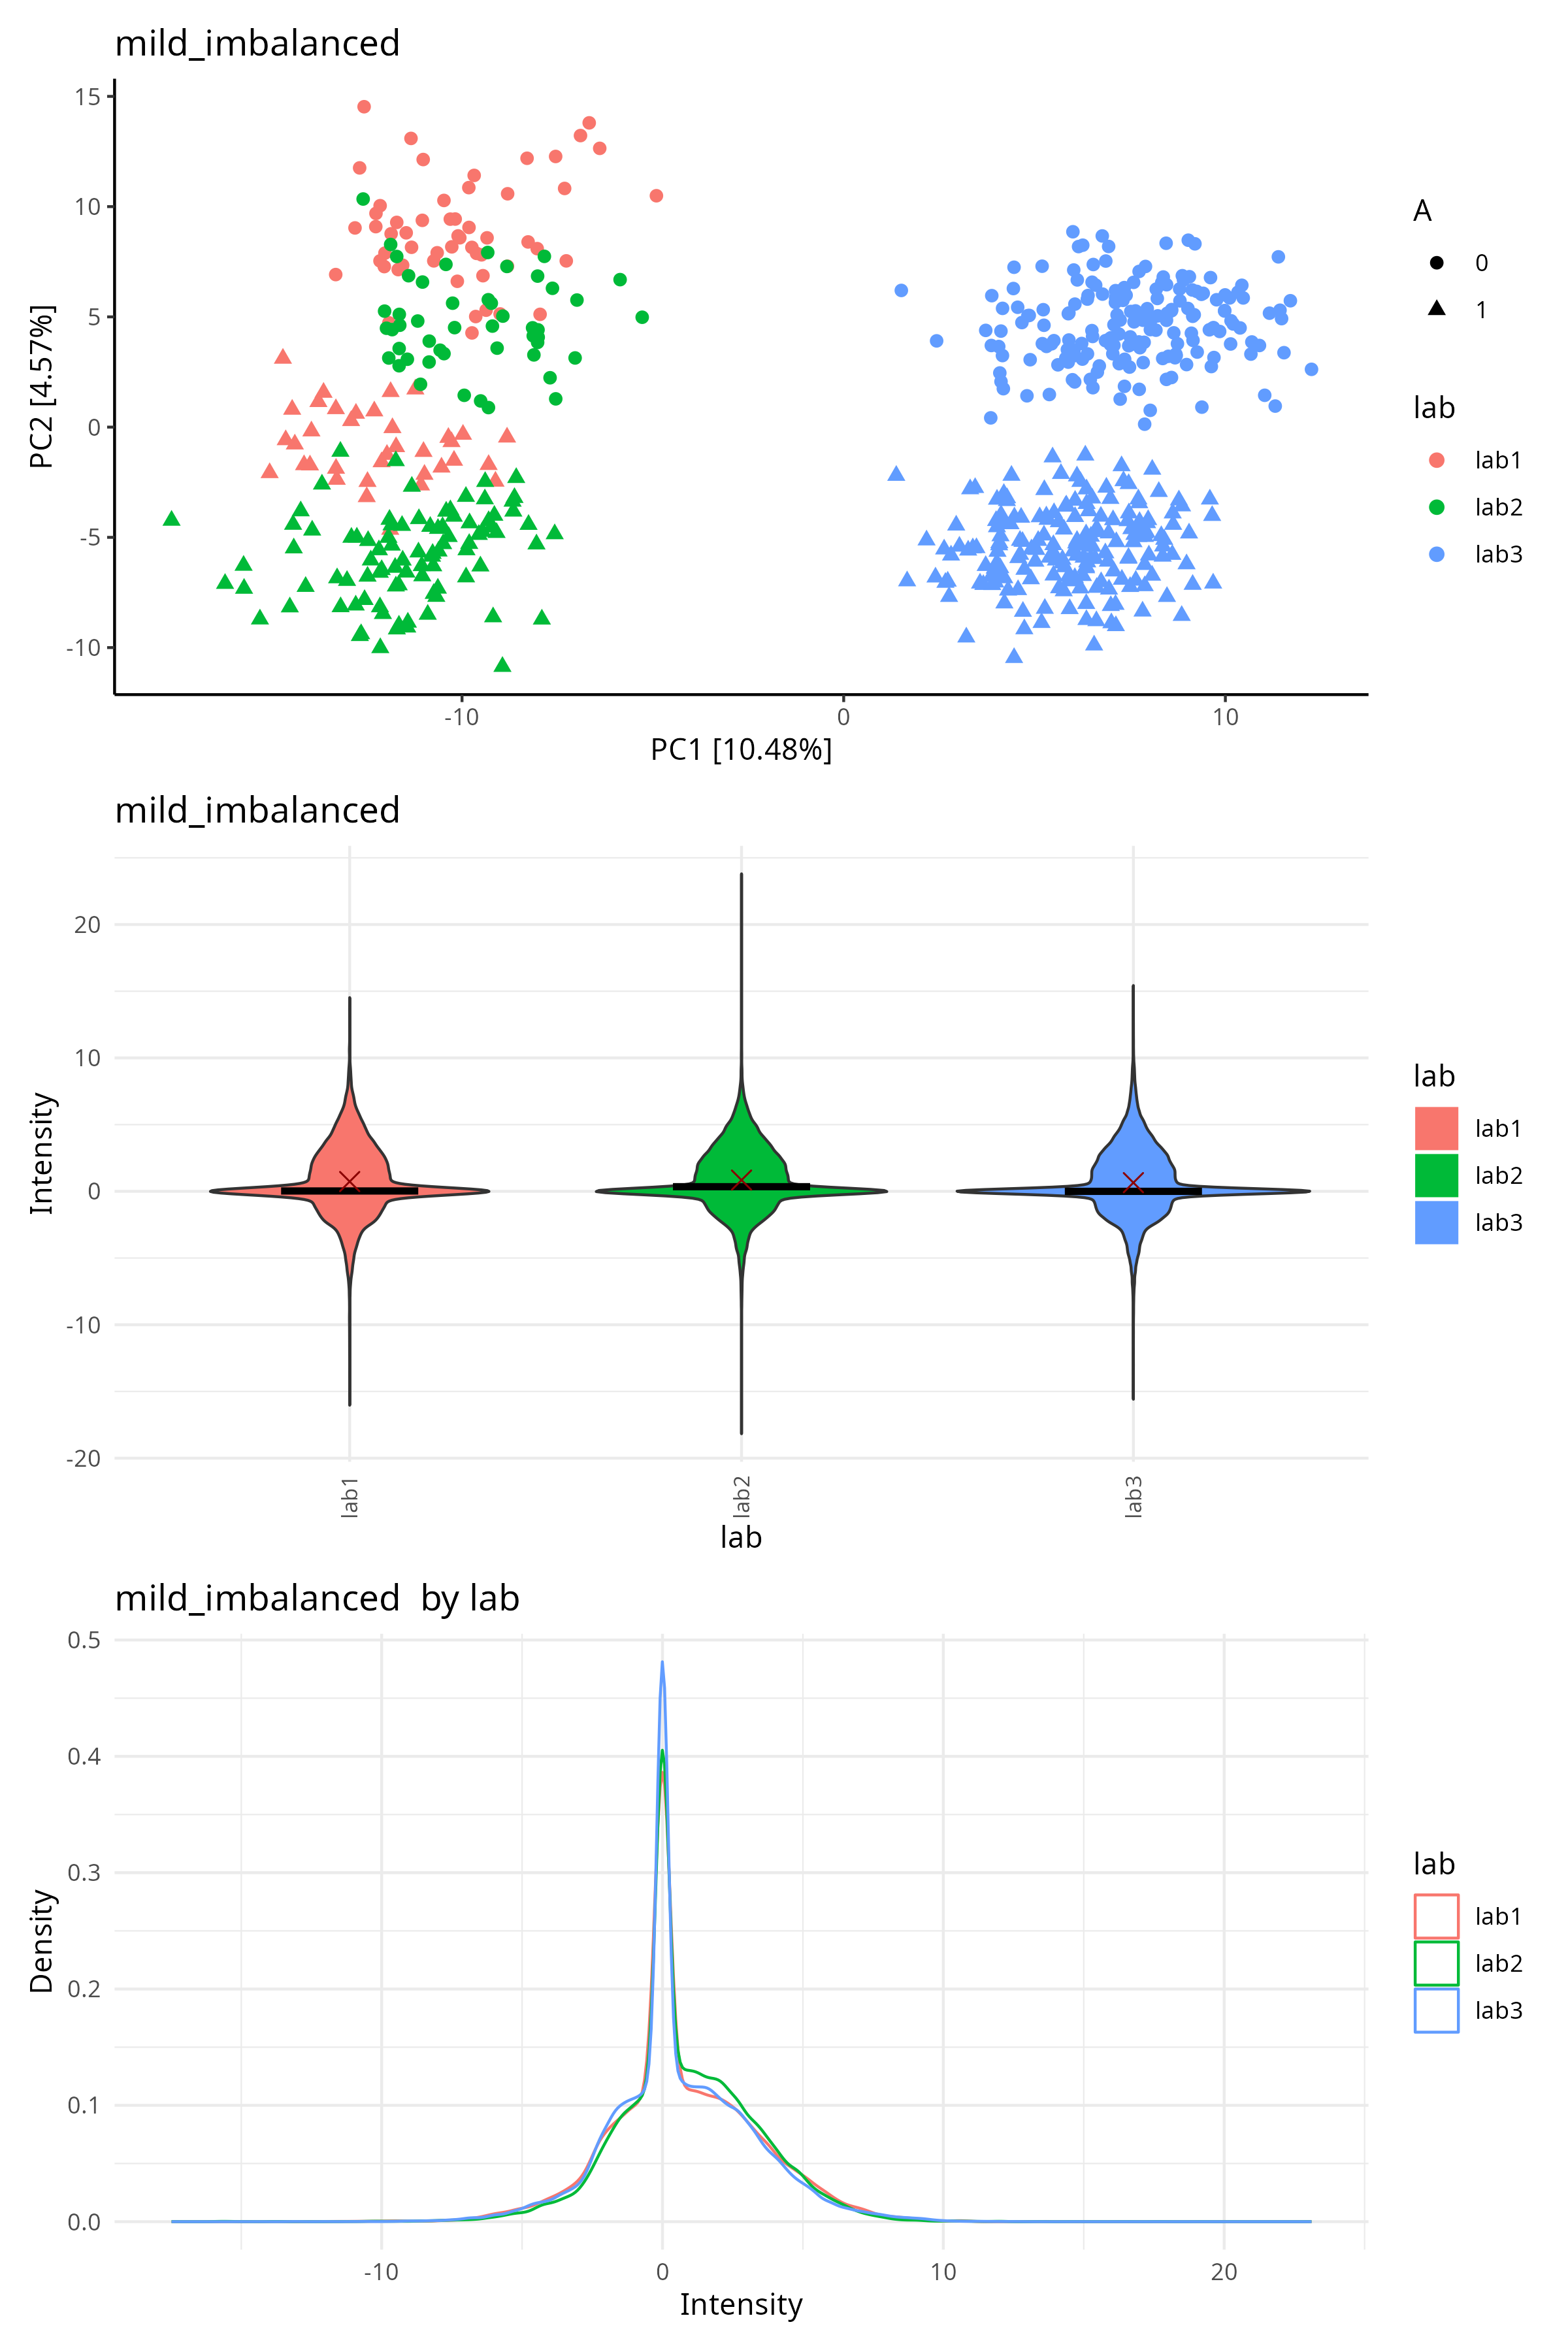 mild_imbalanced
15
10
5
0
-5
-10
PC2 [4.57%]
-10
0
10
PC1 [10.48%]
A
0
1
lab
lab1
lab2
lab3
mild_imbalanced
20
10
0
-10
-20
Intensity
lab1
lab2
lab3
lab
lab
lab1
lab2
lab3
mild_imbalanced  by lab
0.5
0.4
0.3
0.2
0.1
0.0
Density
-10
0
10
20
Intensity
lab
lab1
lab2
lab3